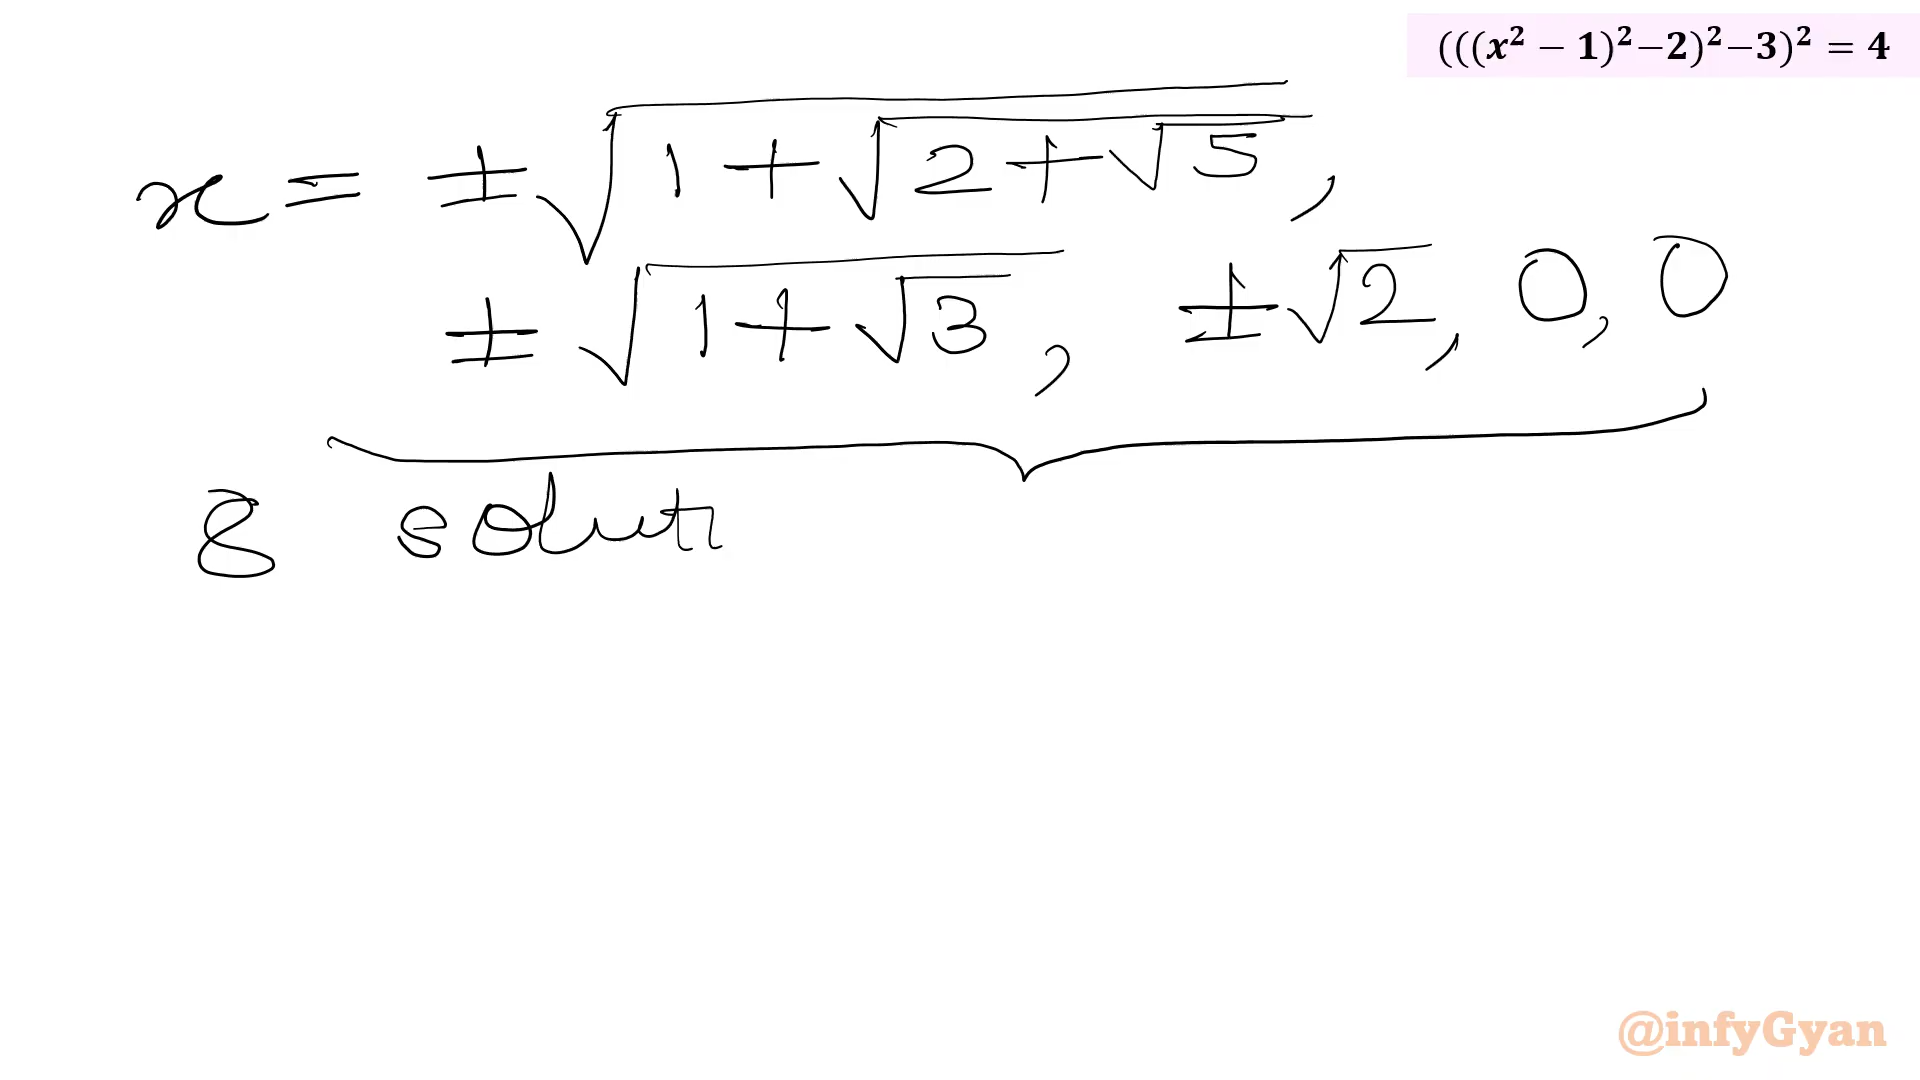 (((x² − 1)²−2)²−3)² = 4
x = ±√(1+√(2+√5)),
±√(1+√3), ±√2, 0, 0
8 soluti
@infyGyan